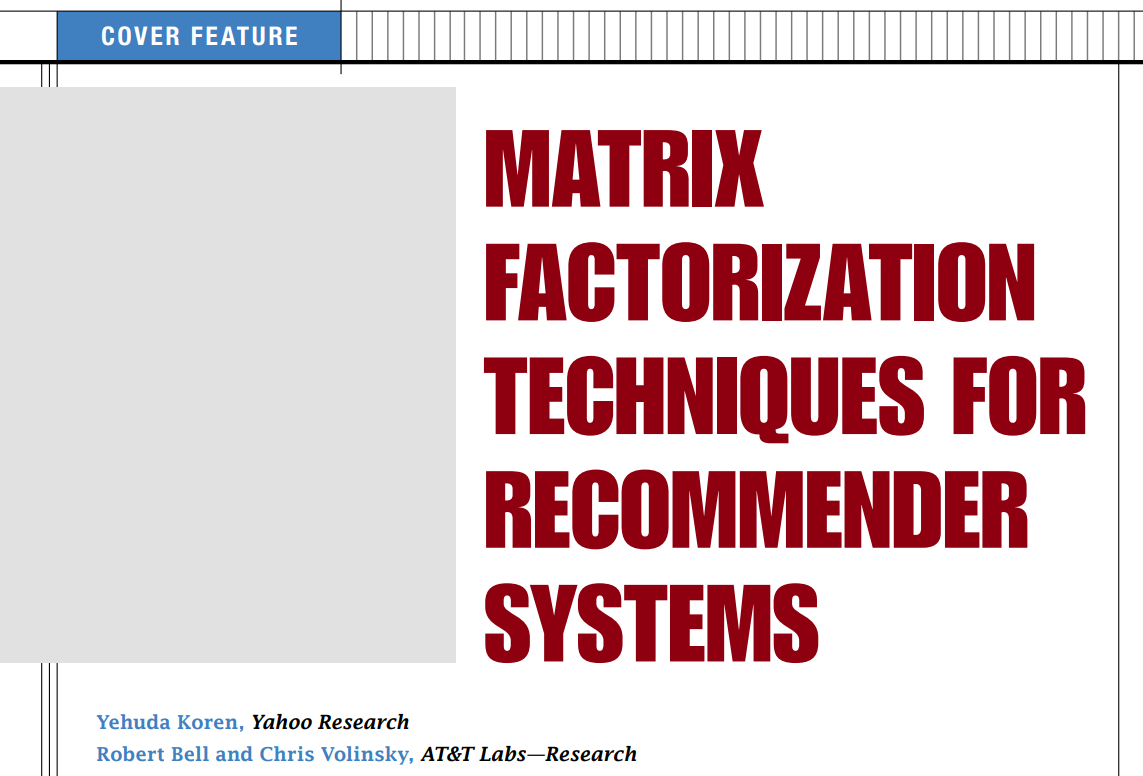 COVER FEATURE
MATRIX
FACTORIZATION
TECHNIQUES FOR
RECOMMENDER
SYSTEMS
Yehuda Koren, Yahoo Research
Robert Bell and Chris Volinsky, AT&T Labs—Research